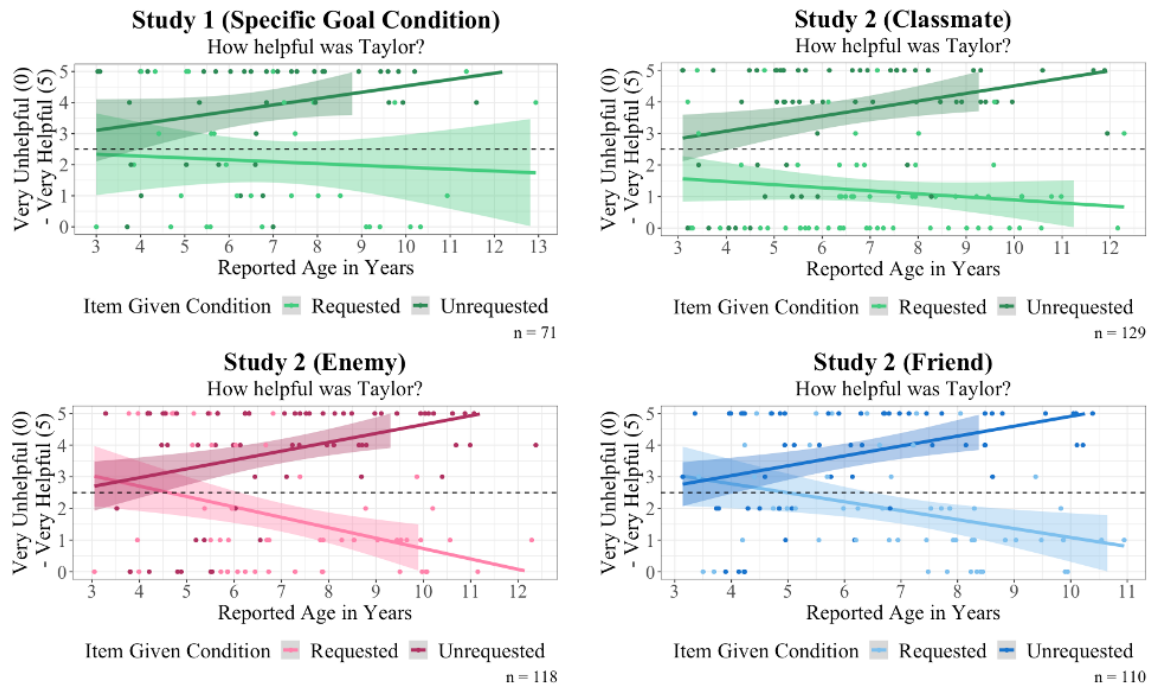 Study 1 (Specific Goal Condition)
How helpful was Taylor?
Very Unhelpful (0)
- Very Helpful (5)
5
4
3
2
1
0
3 4 5 6 7 8 9 10 11 12 13
Reported Age in Years
Item Given Condition Requested Unrequested
n = 71
Study 2 (Classmate)
How helpful was Taylor?
Very Unhelpful (0)
- Very Helpful (5)
5
4
3
2
1
0
3 4 5 6 7 8 9 10 11 12
Reported Age in Years
Item Given Condition Requested Unrequested
n = 129
Study 2 (Enemy)
How helpful was Taylor?
Very Unhelpful (0)
- Very Helpful (5)
5
4
3
2
1
0
3 4 5 6 7 8 9 10 11 12
Reported Age in Years
Item Given Condition Requested Unrequested
n = 118
Study 2 (Friend)
How helpful was Taylor?
Very Unhelpful (0)
- Very Helpful (5)
5
4
3
2
1
0
3 4 5 6 7 8 9 10 11
Reported Age in Years
Item Given Condition Requested Unrequested
n = 110